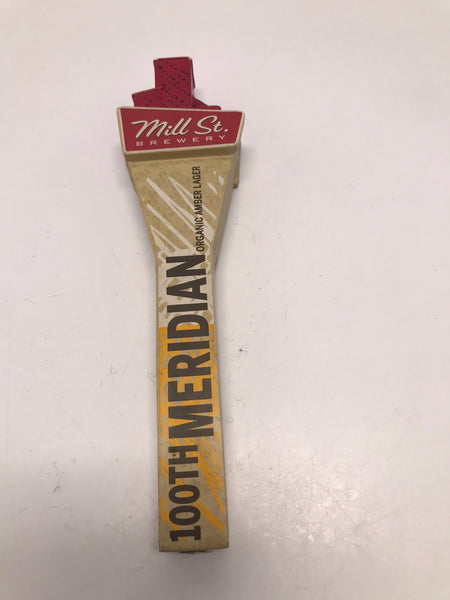 Mill St.
BREWERY
100TH MERIDIAN
ORGANIC AMBER LAGER